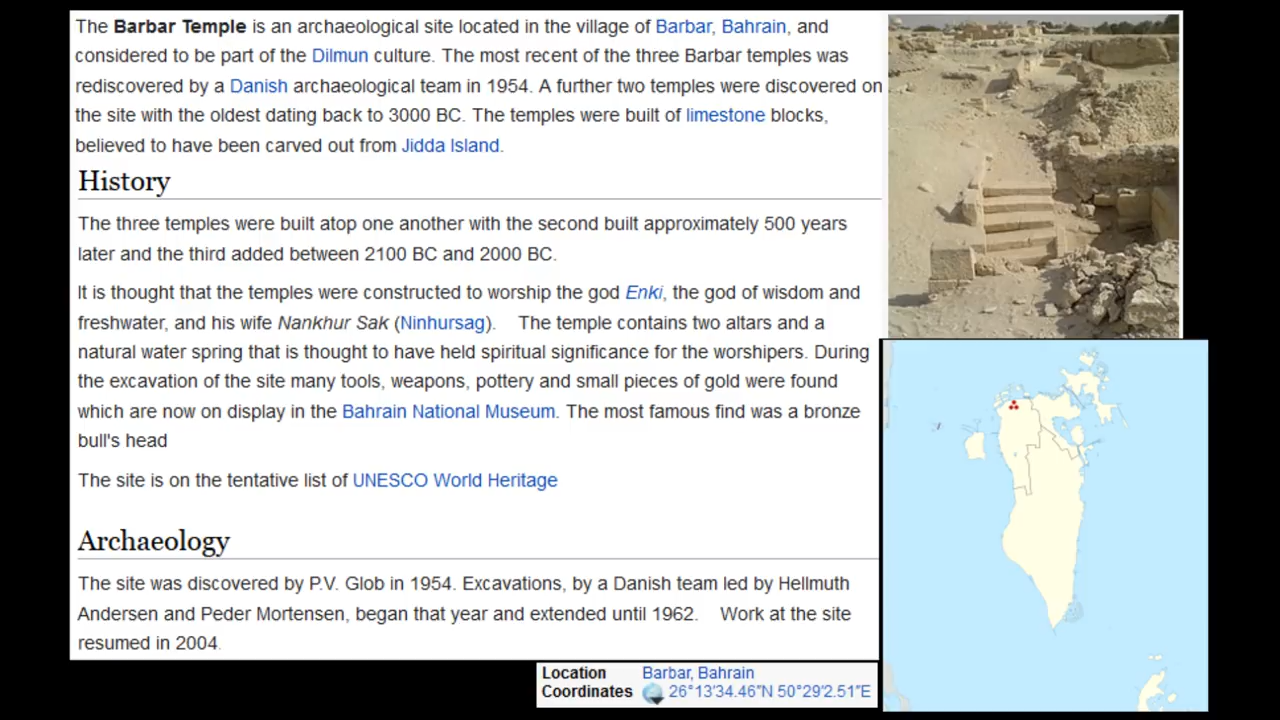 The Barbar Temple is an archaeological site located in the village of Barbar, Bahrain, and
considered to be part of the Dilmun culture. The most recent of the three Barbar temples was
rediscovered by a Danish archaeological team in 1954. A further two temples were discovered on
the site with the oldest dating back to 3000 BC. The temples were built of limestone blocks,
believed to have been carved out from Jidda Island.
History
The three temples were built atop one another with the second built approximately 500 years
later and the third added between 2100 BC and 2000 BC.
It is thought that the temples were constructed to worship the god Enki, the god of wisdom and
freshwater, and his wife Nankhur Sak (Ninhursag). The temple contains two altars and a
natural water spring that is thought to have held spiritual significance for the worshipers. During
the excavation of the site many tools, weapons, pottery and small pieces of gold were found
which are now on display in the Bahrain National Museum. The most famous find was a bronze
bull's head
The site is on the tentative list of UNESCO World Heritage
Archaeology
The site was discovered by P.V. Glob in 1954. Excavations, by a Danish team led by Hellmuth
Andersen and Peder Mortensen, began that year and extended until 1962. Work at the site
resumed in 2004.
Location Barbar, Bahrain
Coordinates 26°13′34.46″N 50°29′2.51″E